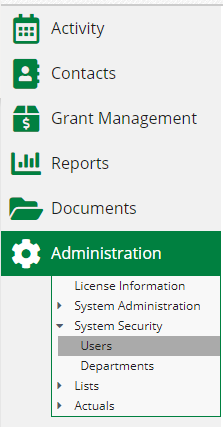 Activity
Contacts
Grant Management
Reports
Documents
Administration
License Information
System Administration
System Security
Users
Departments
Lists
Actuals